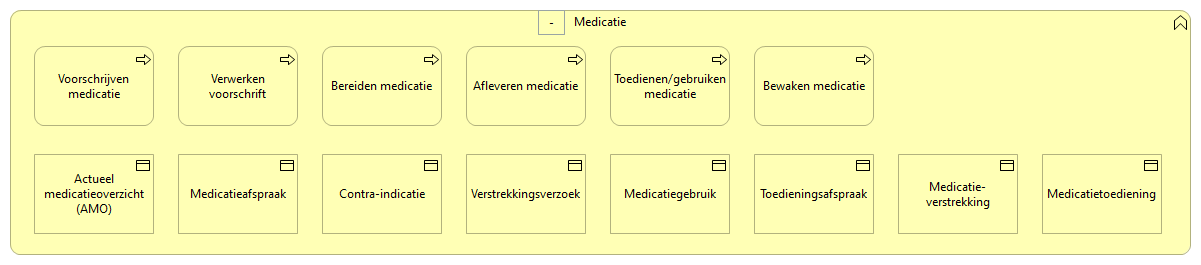 - Medicatie
Voorschrijven
medicatie
Verwerken
voorschrift
Bereiden medicatie
Afleveren medicatie
Toedienen/gebruiken
medicatie
Bewaken medicatie
Actueel
medicatieoverzicht
(AMO)
Medicatieafspraak
Contra-indicatie
Verstrekkingsverzoek
Medicatiegebruik
Toedieningsafspraak
Medicatie-
verstrekking
Medicatietoediening